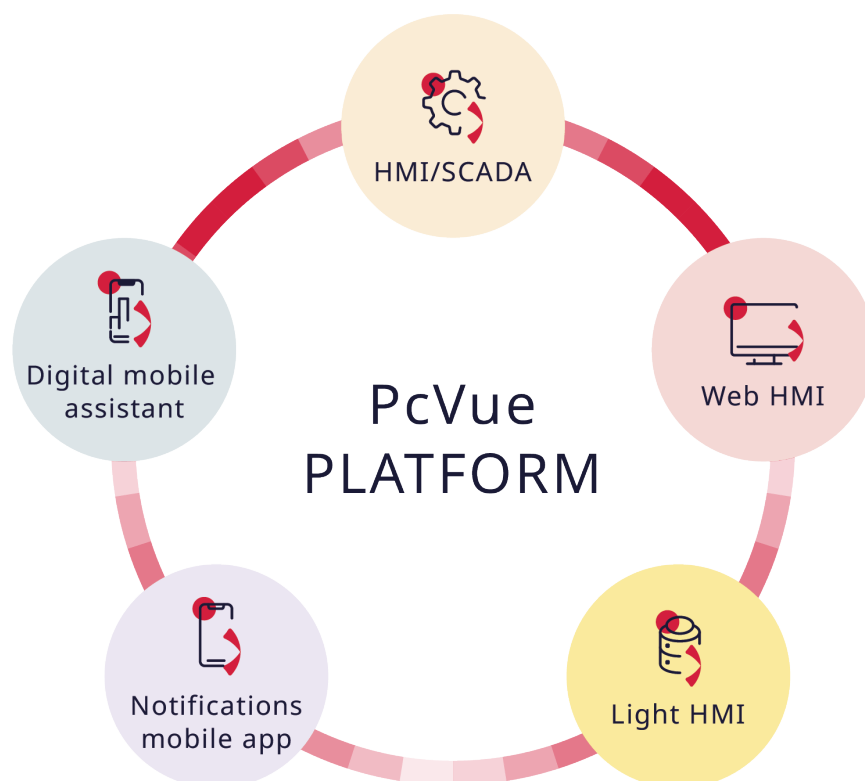 HMI/SCADA
Digital mobile
assistant
Web HMI
PcVue
PLATFORM
Notifications
mobile app
Light HMI